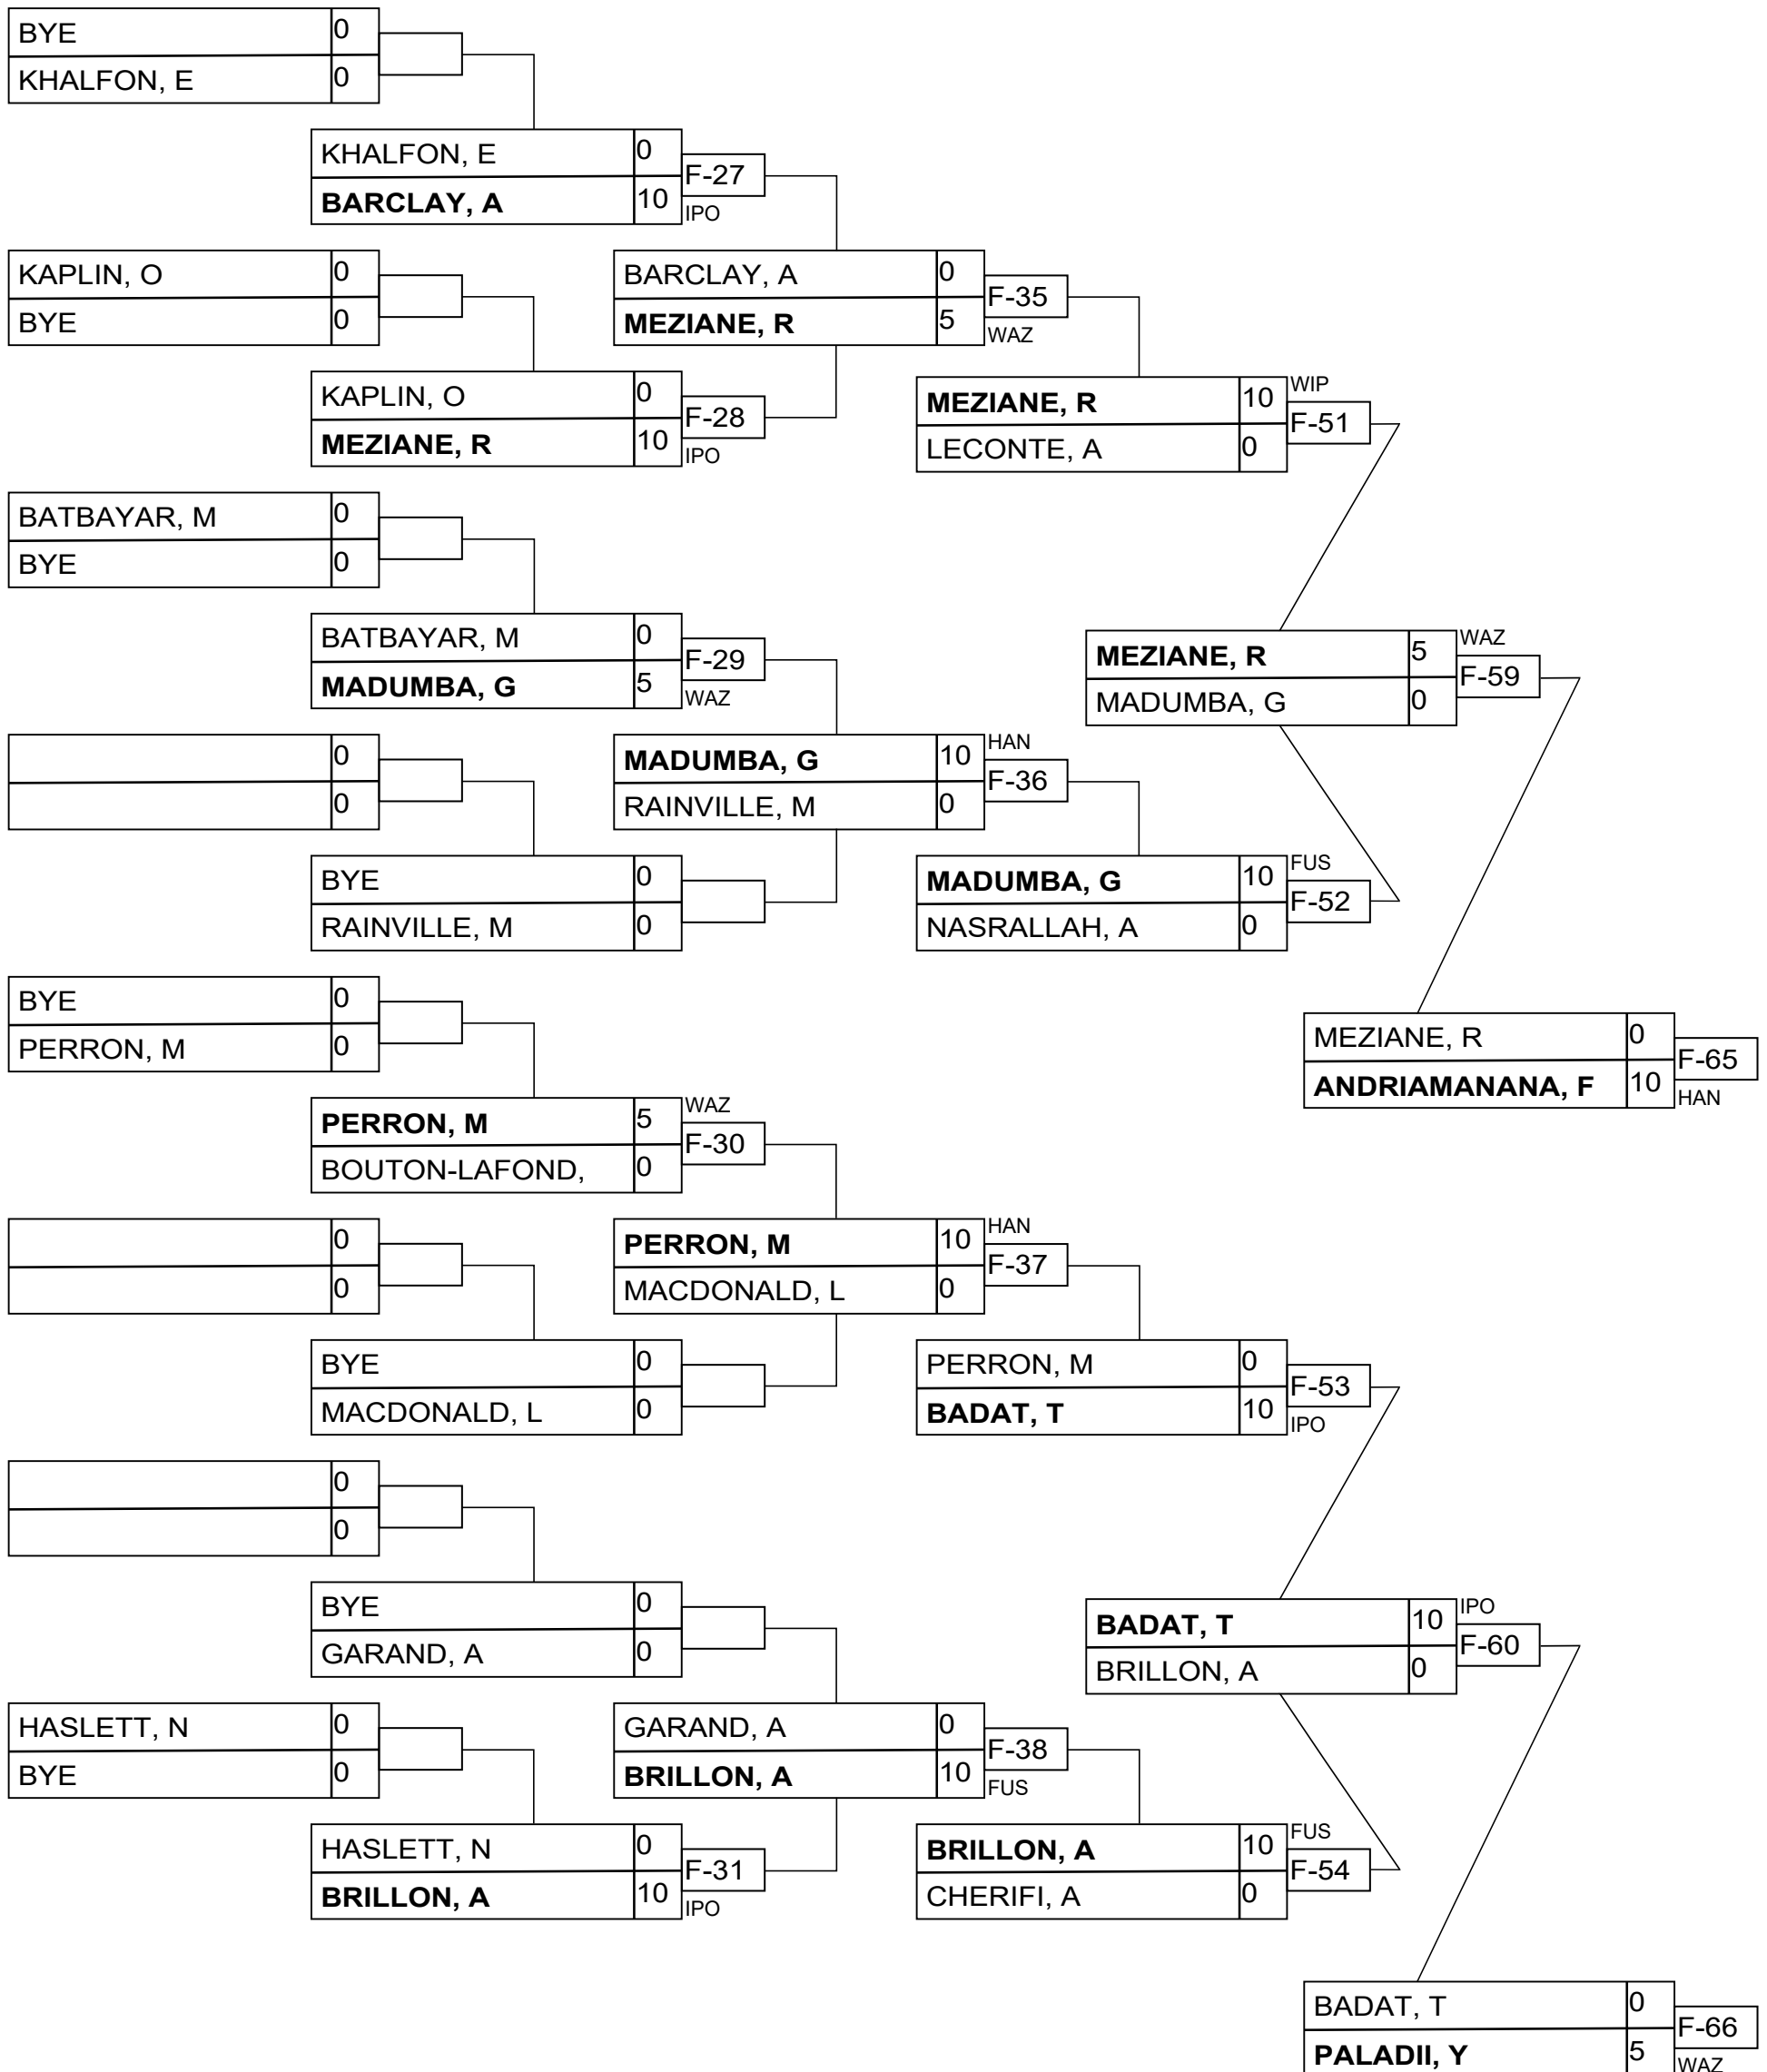 BYE 0
KHALFON, E 0
KHALFON, E 0
F-27
BARCLAY, A 10
IPO
KAPLIN, O 0
BYE 0
BARCLAY, A 0
F-35
MEZIANE, R 5
WAZ
KAPLIN, O 0
F-28
MEZIANE, R 10
IPO
MEZIANE, R 10
WIP
F-51
LECONTE, A 0
BATBAYAR, M 0
BYE 0
BATBAYAR, M 0
F-29
MADUMBA, G 5
WAZ
MEZIANE, R 5
WAZ
F-59
MADUMBA, G 0
0
0
MADUMBA, G 10
HAN
F-36
RAINVILLE, M 0
BYE 0
RAINVILLE, M 0
MADUMBA, G 10
FUS
F-52
NASRALLAH, A 0
BYE 0
PERRON, M 0
MEZIANE, R 0
F-65
ANDRIAMANANA, F 10
HAN
PERRON, M 5
WAZ
F-30
BOUTON-LAFOND, 0
0
0
PERRON, M 10
HAN
F-37
MACDONALD, L 0
BYE 0
MACDONALD, L 0
PERRON, M 0
F-53
BADAT, T 10
IPO
0
0
BYE 0
GARAND, A 0
BADAT, T 10
IPO
F-60
BRILLON, A 0
HASLETT, N 0
BYE 0
GARAND, A 0
F-38
BRILLON, A 10
FUS
HASLETT, N 0
F-31
BRILLON, A 10
IPO
BRILLON, A 10
FUS
F-54
CHERIFI, A 0
BADAT, T 0
F-66
PALADII, Y 5
WAZ